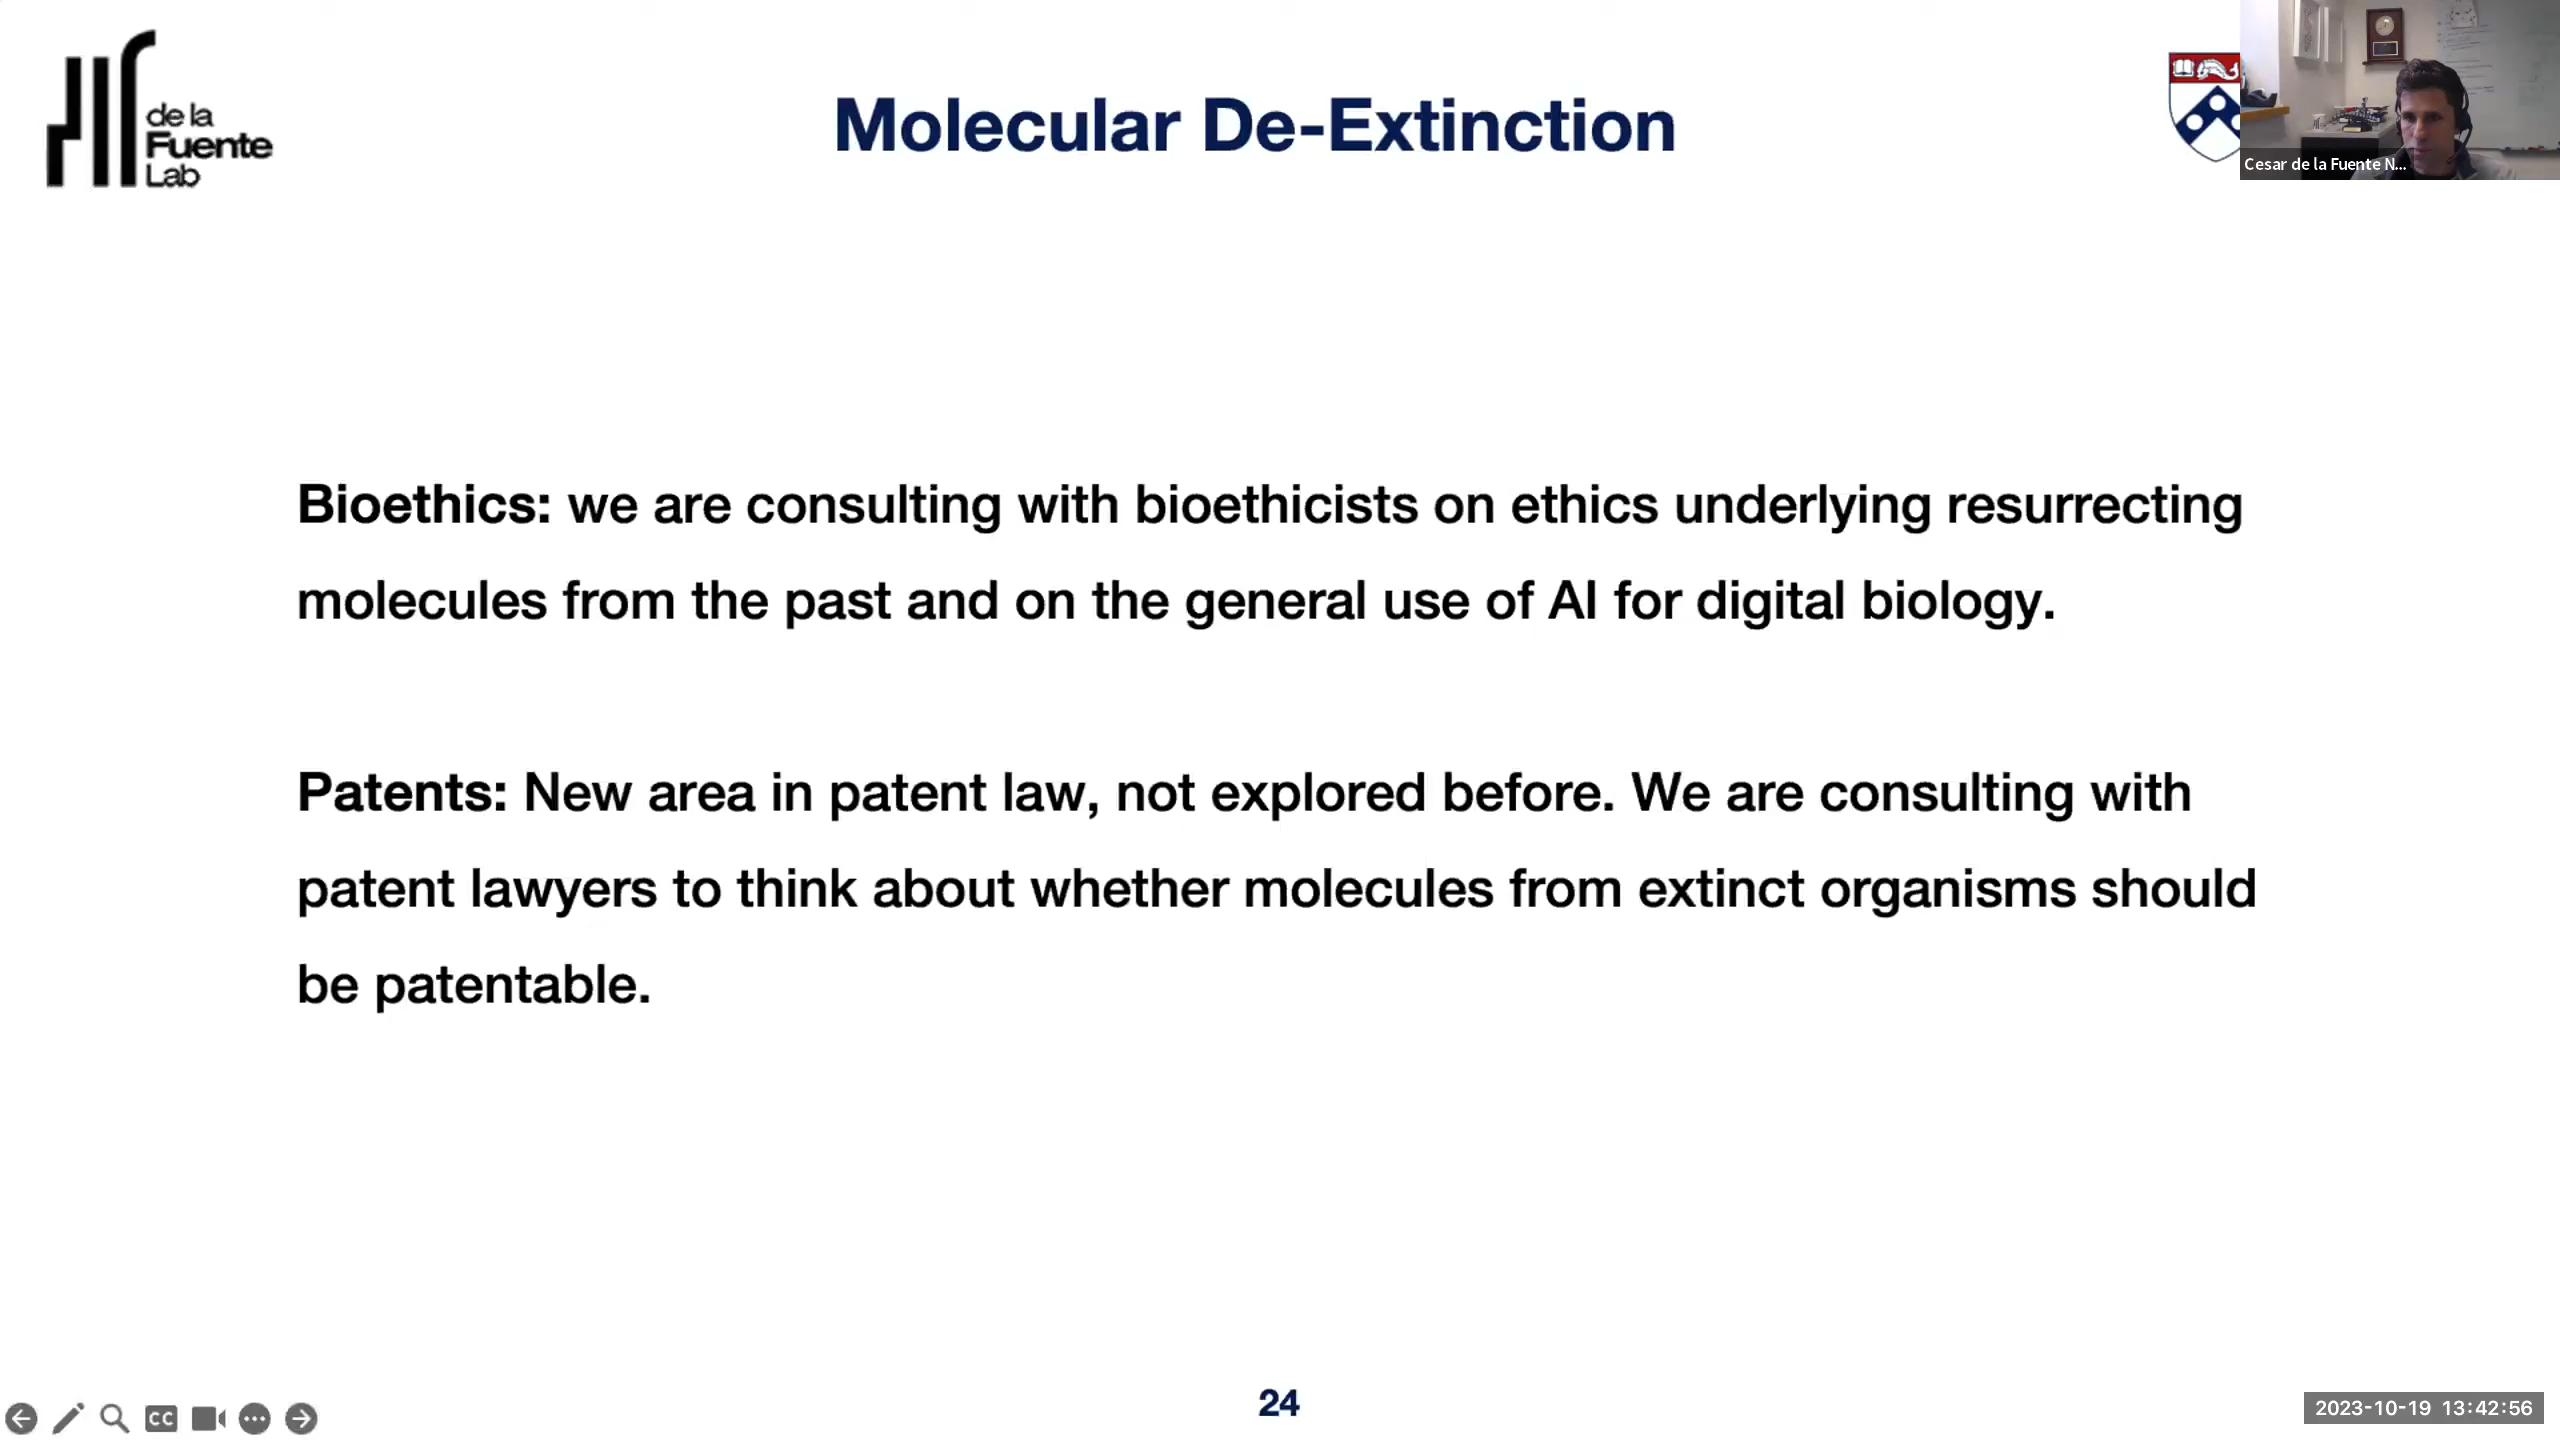 de la
Fuente
Lab
Molecular De-Extinction
Cesar de la Fuente N...
Bioethics: we are consulting with bioethicists on ethics underlying resurrecting
molecules from the past and on the general use of AI for digital biology.
Patents: New area in patent law, not explored before. We are consulting with
patent lawyers to think about whether molecules from extinct organisms should
be patentable.
CC
24
2023-10-19 13:42:56